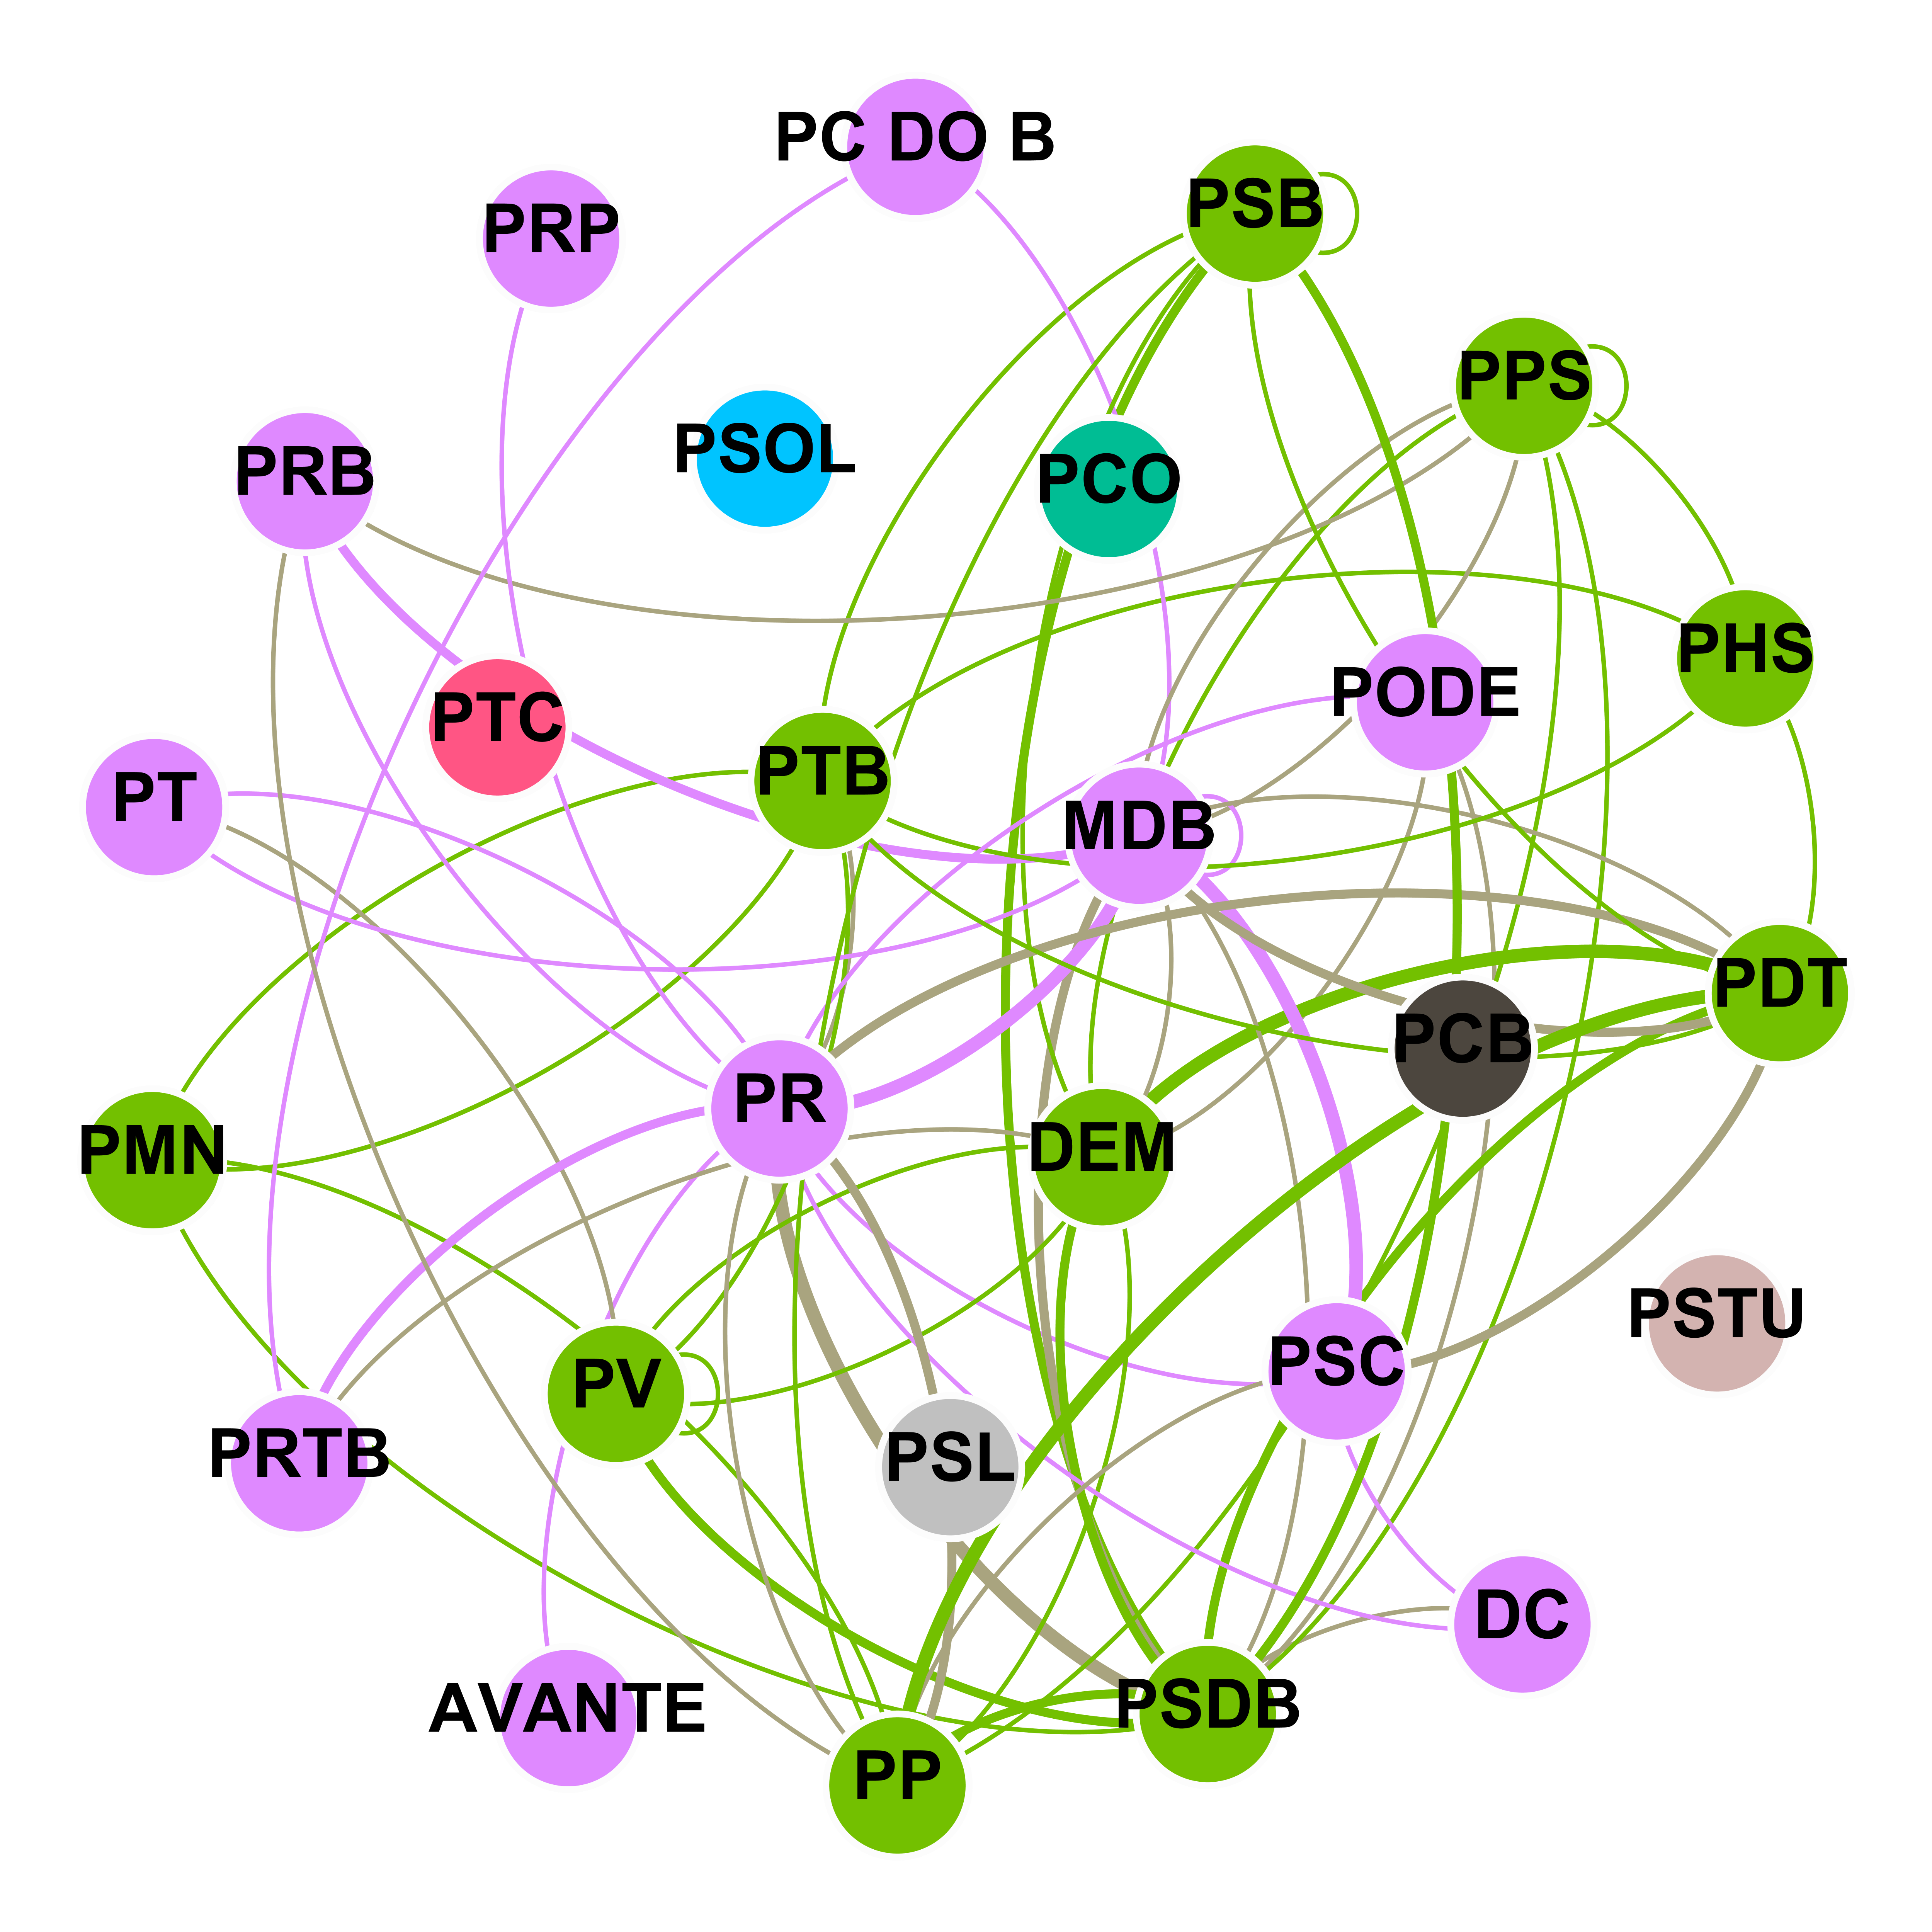 PC DO B
PSB
PRP
PPS
PSOL
PRB
PCO
PHS
PODE
PTC
PTB
PT
MDB
PDT
PCB
PR
DEM
PMN
PSTU
PSC
PV
PRTB
PSL
DC
AVANTE
PSDB
PP